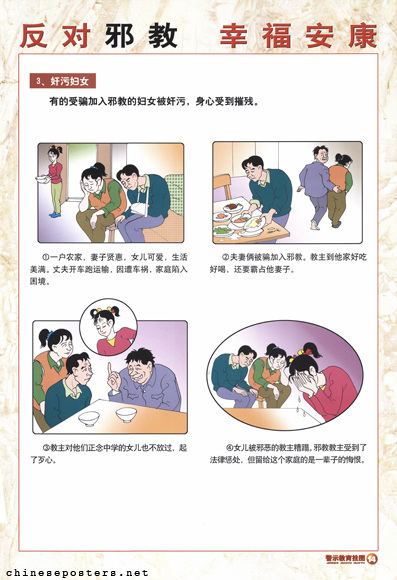 反对邪教 幸福安康
3、奸污妇女
有的受骗加入邪教的妇女被奸污，身心受到摧残。
①一户农家，妻子贤惠，女儿可爱，生活
美满。丈夫开车跑运输，因遭车祸，家庭陷入
困境。
②夫妻俩被骗加入邪教。教主到他家好吃
好喝，还要霸占他妻子。
③教主对他们正念中学的女儿也不放过，起
了歹心。
④女儿被邪恶的教主糟蹋。邪教教主受到了
法律惩处，但留给这个家庭的是一辈子的悔恨。
警示教育挂图
chineseposters.net